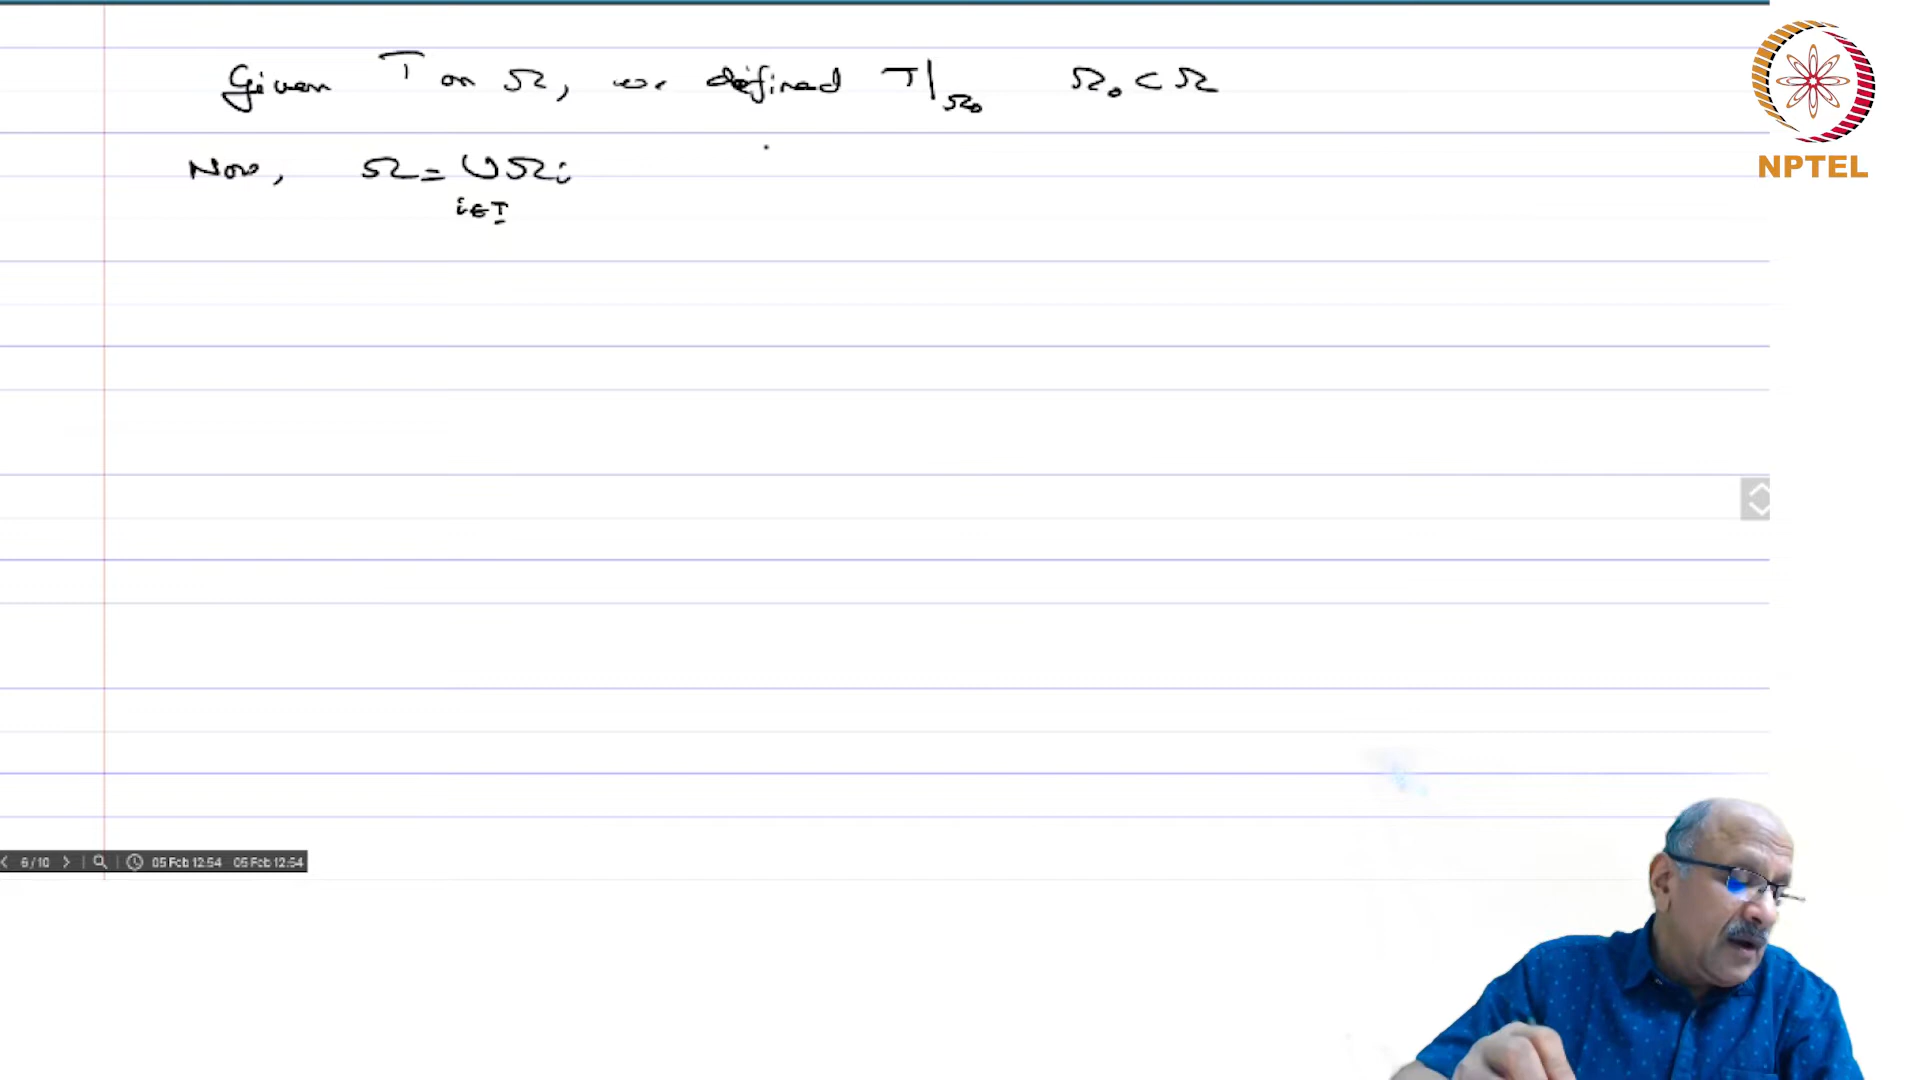 Given T on Ω, we defined T|Ω₀ Ω₀ ⊂ Ω
Now, Ω = ∪ Ωi
i∈I
NPTEL
6/10 05 Feb 12:54 05 Feb 12:54